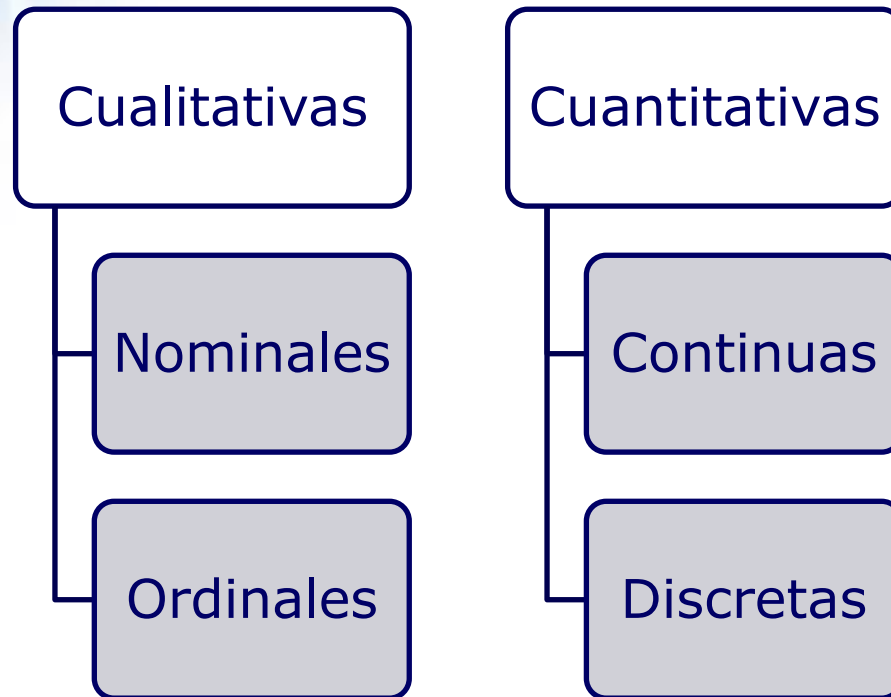 Cualitativas
Nominales
Ordinales
Cuantitativas
Continuas
Discretas